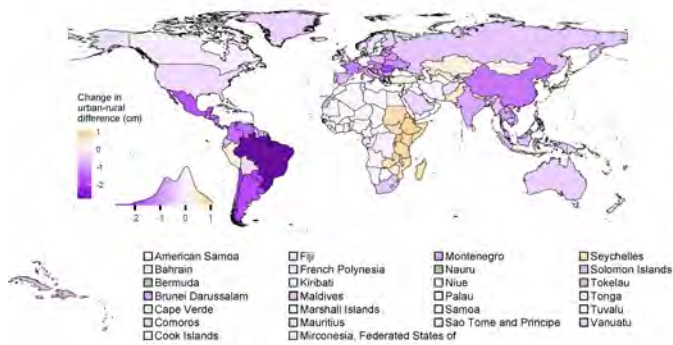 Change in
urban-rural
difference (cm)
1
0
-1
-2
-2 -1 0 1
American Samoa
Bahrain
Bermuda
Brunei Darussalam
Cape Verde
Comoros
Cook Islands
Fiji
French Polynesia
Kiribati
Maldives
Marshall Islands
Mauritius
Mirconesia, Federated States of
Montenegro
Nauru
Niue
Palau
Samoa
Sao Tome and Principe
Seychelles
Solomon Islands
Tokelau
Tonga
Tuvalu
Vanuatu